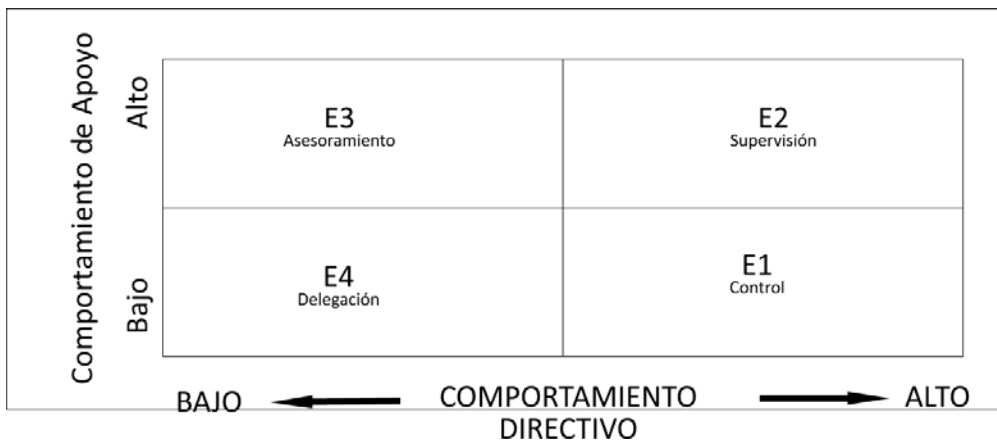 Comportamiento de Apoyo
Alto
Bajo
E3
Asesoramiento
E2
Supervisión
E4
Delegación
E1
Control
BAJO
COMPORTAMIENTO
DIRECTIVO
ALTO